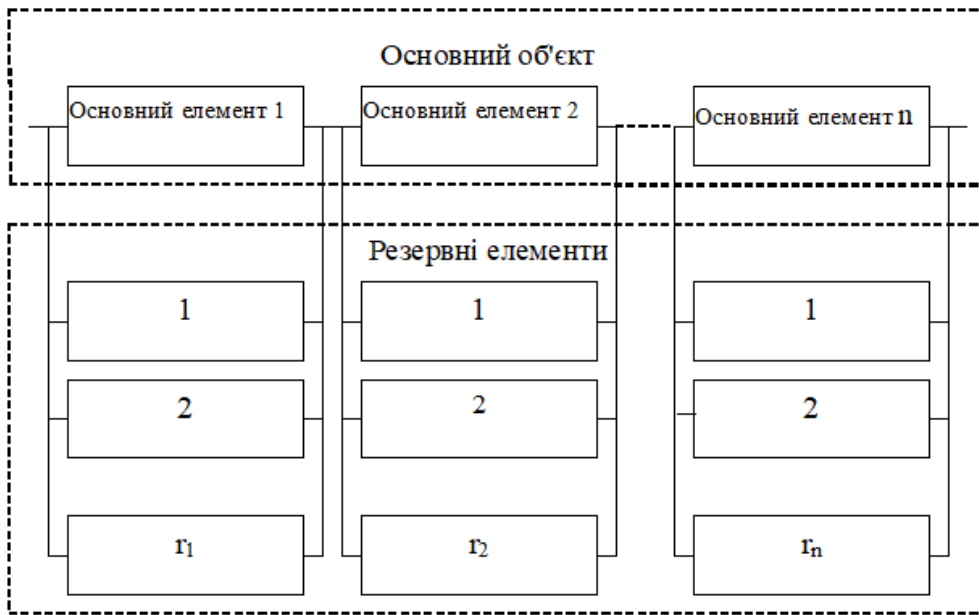 Основний об'єкт
Основний елемент 1 Основний елемент 2 Основний елемент n
Резервні елементи
1 1 1
2 2 2
r₁ r₂ rₙ